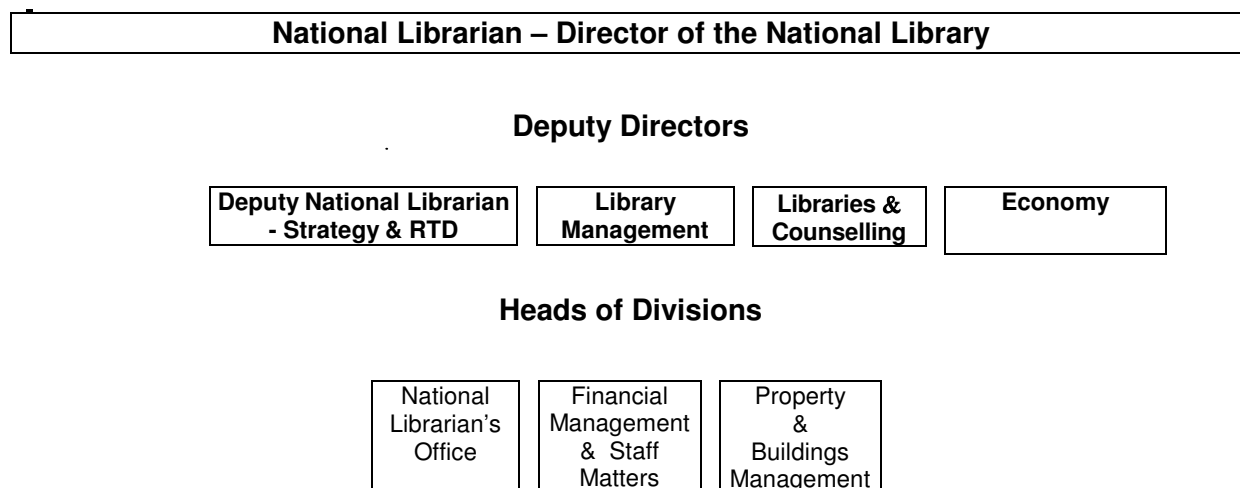 National Librarian – Director of the National Library
Deputy Directors
Deputy National Librarian
- Strategy & RTD
Library
Management
Libraries &
Counselling
Economy
Heads of Divisions
National
Librarian's
Office
Financial
Management
& Staff
Matters
Property
&
Buildings
Management